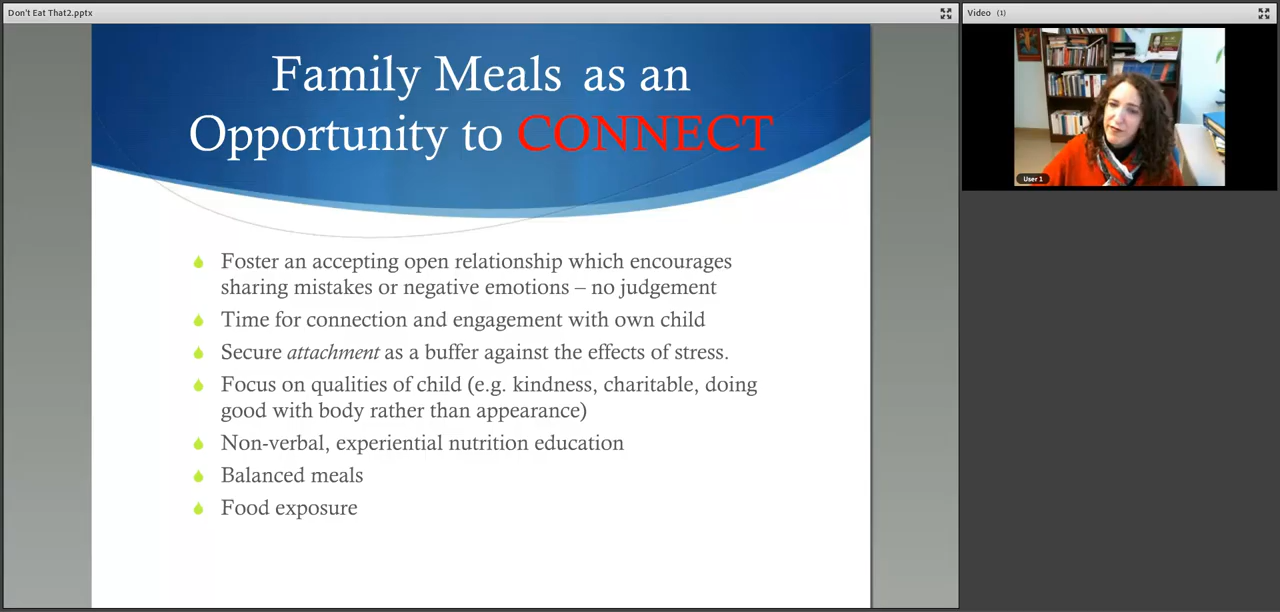 Don't Eat That2.pptx
Video (1)
Family Meals as an
Opportunity to CONNECT
User 1
Foster an accepting open relationship which encourages
sharing mistakes or negative emotions – no judgement
Time for connection and engagement with own child
Secure attachment as a buffer against the effects of stress.
Focus on qualities of child (e.g. kindness, charitable, doing
good with body rather than appearance)
Non-verbal, experiential nutrition education
Balanced meals
Food exposure